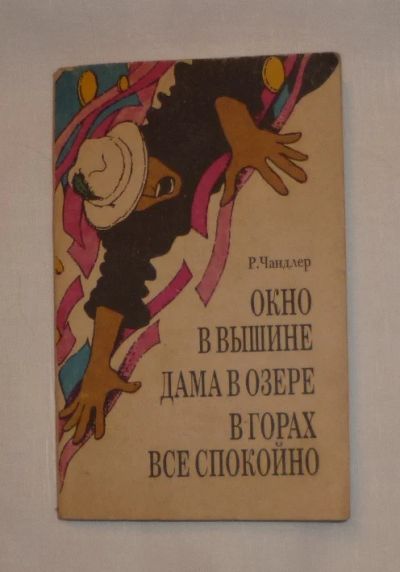 Р.Чандлер
ОКНО
В ВЫШИНЕ
ДАМА В ОЗЕРЕ
В ГОРАХ
ВСЕ СПОКОЙНО